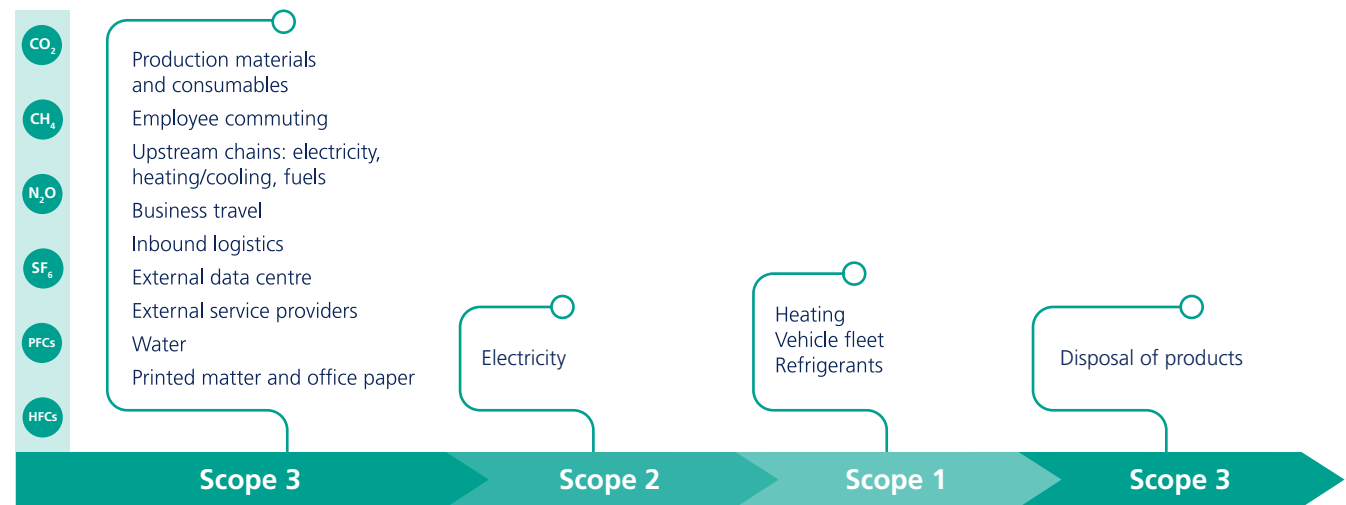 CO₂
CH₄
N₂O
SF₆
PFCs
HFCs
Production materials
and consumables
Employee commuting
Upstream chains: electricity,
heating/cooling, fuels
Business travel
Inbound logistics
External data centre
External service providers
Water
Printed matter and office paper
Electricity
Heating
Vehicle fleet
Refrigerants
Disposal of products
Scope 3
Scope 2
Scope 1
Scope 3